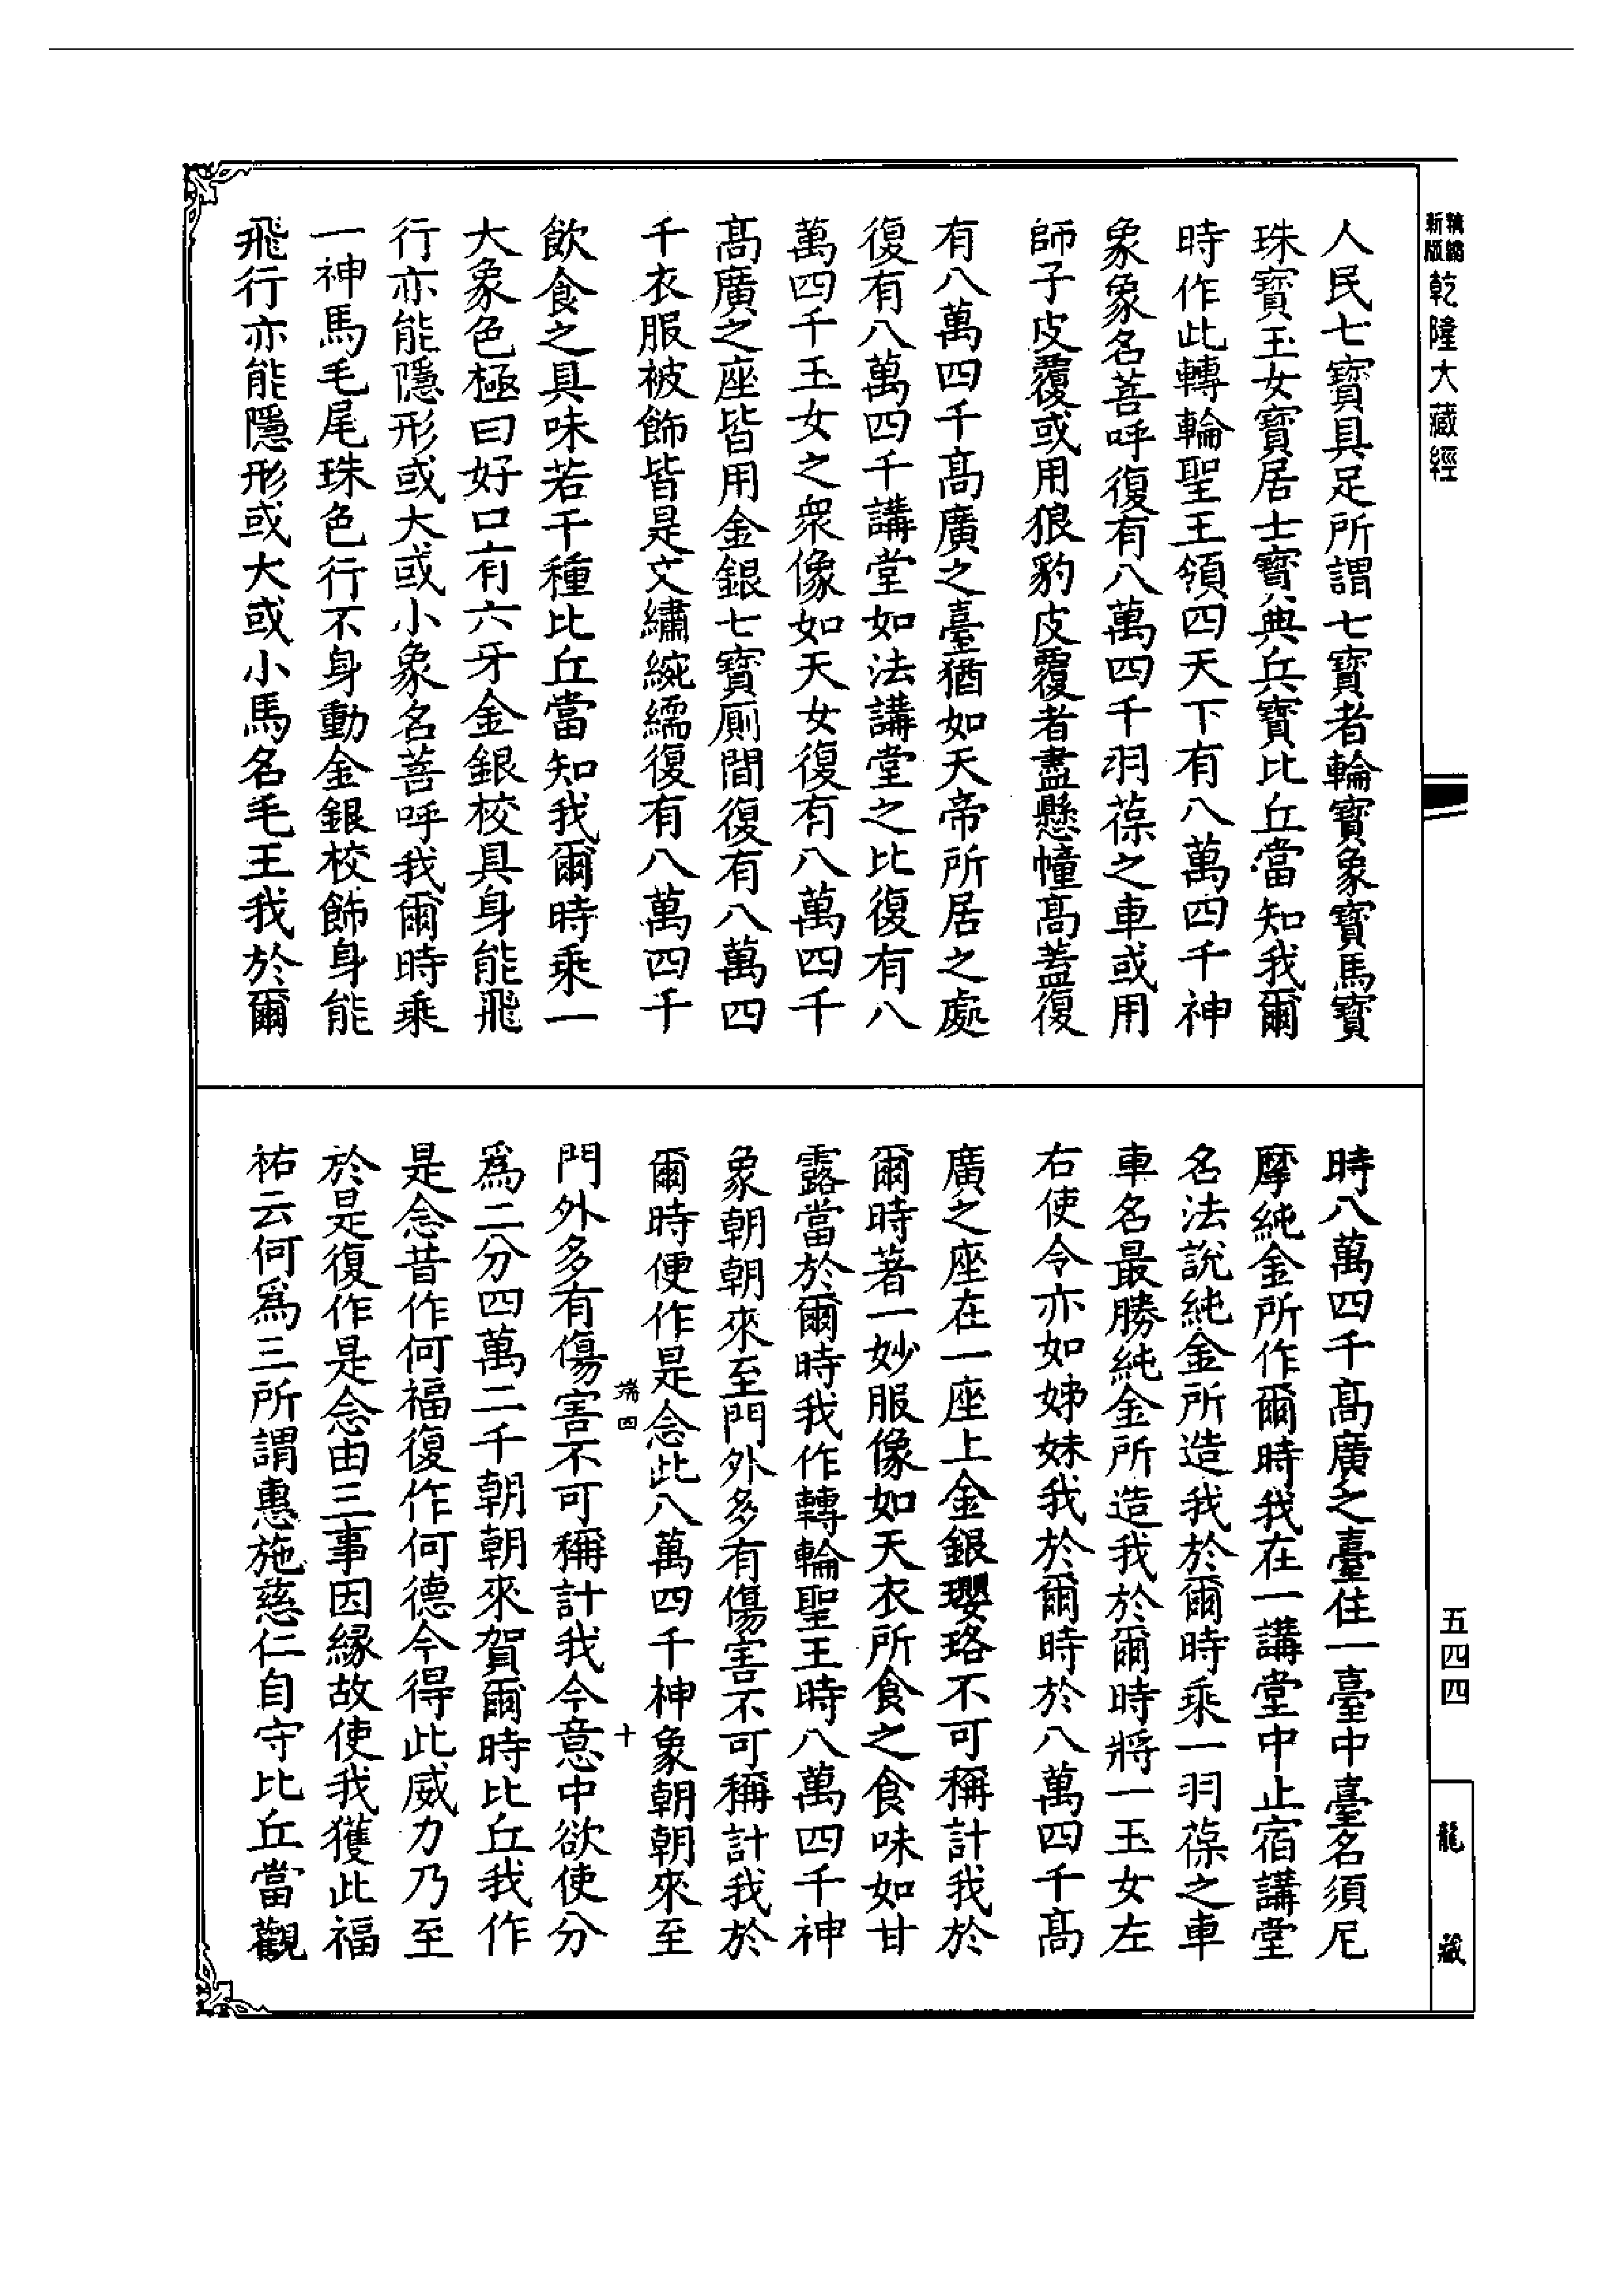 新版
精縮
乾隆大藏經
人民七寶具足所謂七寶者輪寶象寶馬寶
珠寶玉女寶居士寶典兵寶比丘當知我爾
時作此轉輪聖王領四天下有八萬四千神
象象名菩呼復有八萬四千羽葆之車或用
師子皮覆或用狼豹皮覆者盡懸幢髙蓋復
有八萬四千髙廣之臺猶如天帝所居之處
復有八萬四千講堂如法講堂之比復有八
萬四千玉女之衆像如天女復有八萬四千
髙廣之座皆用金銀七寶厠間復有八萬四
千衣服被飾皆是文繡綩繻復有八萬四千
飲食之具味若干種比丘當知我爾時乘一
大象色極曰好口有六牙金銀校具身能飛
行亦能隱形或大或小象名菩呼我爾時乘
一神馬毛尾珠色行不身動金銀校飾身能
飛行亦能隱形或大或小馬名毛王我於爾
時八萬四千髙廣之臺住一臺中臺名須尼
摩純金所作爾時我在一講堂中止宿講堂
名法說純金所造我於爾時乘一羽葆之車
車名最勝純金所造我於爾時將一玉女左
右使令亦如姊妹我於爾時於八萬四千髙
廣之座在一座上金銀瓔珞不可稱計我於
爾時著一妙服像如天衣所食之食味如甘
露當於爾時我作轉輪聖王時八萬四千神
象朝朝來至門外多有傷害不可稱計我於
爾時便作是念此八萬四千神象朝朝來至
端四 十
門外多有傷害不可稱計我今意中欲使分
爲二分四萬二千朝朝來賀爾時比丘我作
是念昔作何福復作何德今得此威力乃至
於是復作是念由三事因緣故使我獲此福
祐云何爲三所謂惠施慈仁自守比丘當觀
五四四
龍藏